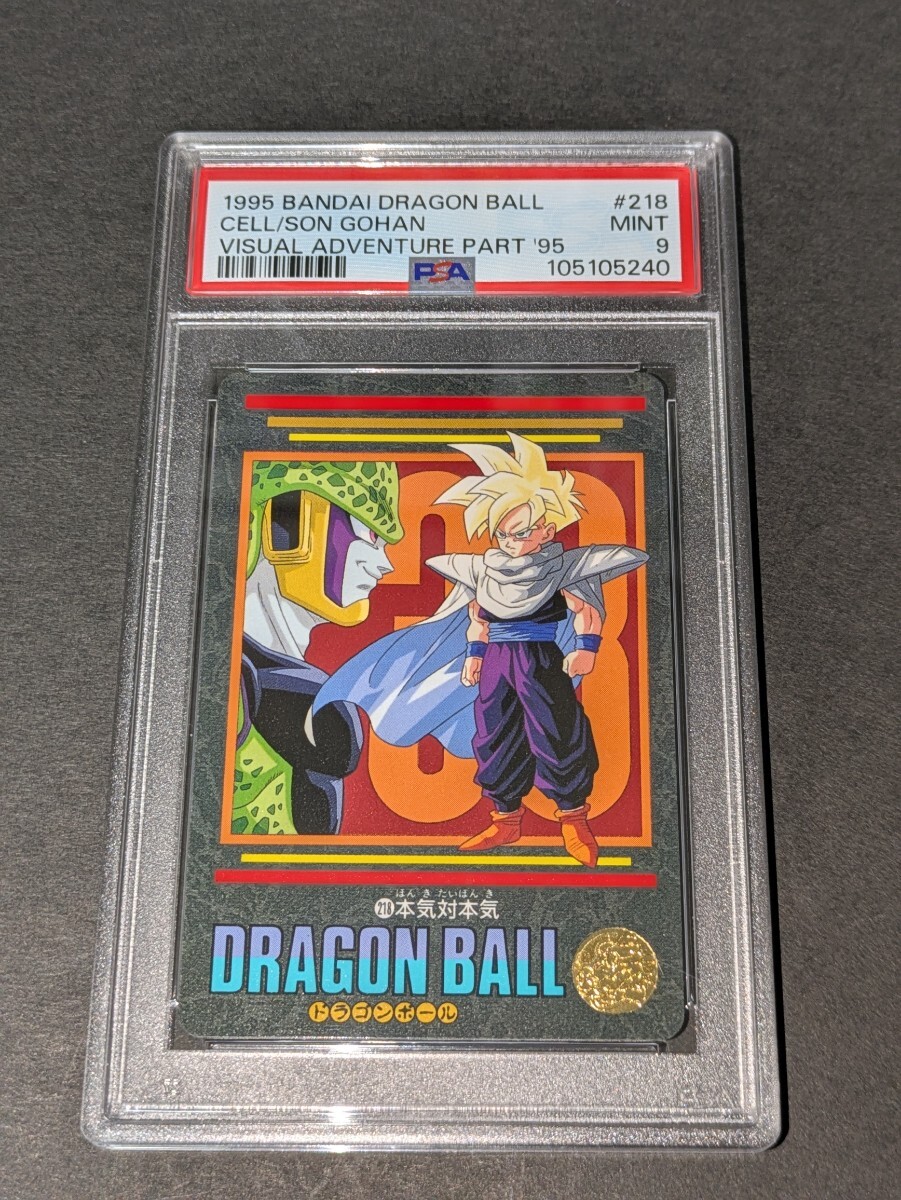 1995 BANDAI DRAGON BALL #218
CELL/SON GOHAN MINT
VISUAL ADVENTURE PART '95 9
PSA 105105240
ほん き たい ほん き
218 本気対本気
DRAGON BALL
ドラゴンボール